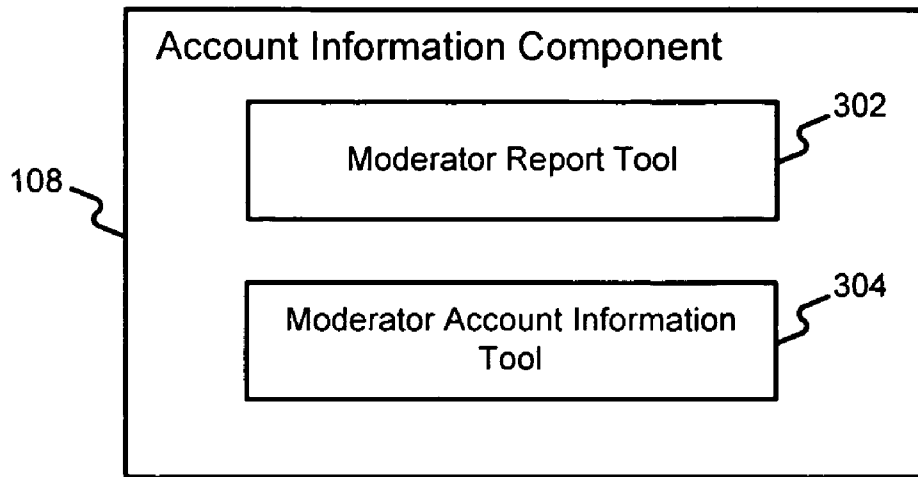 Account Information Component
302
Moderator Report Tool
108
304
Moderator Account Information
Tool